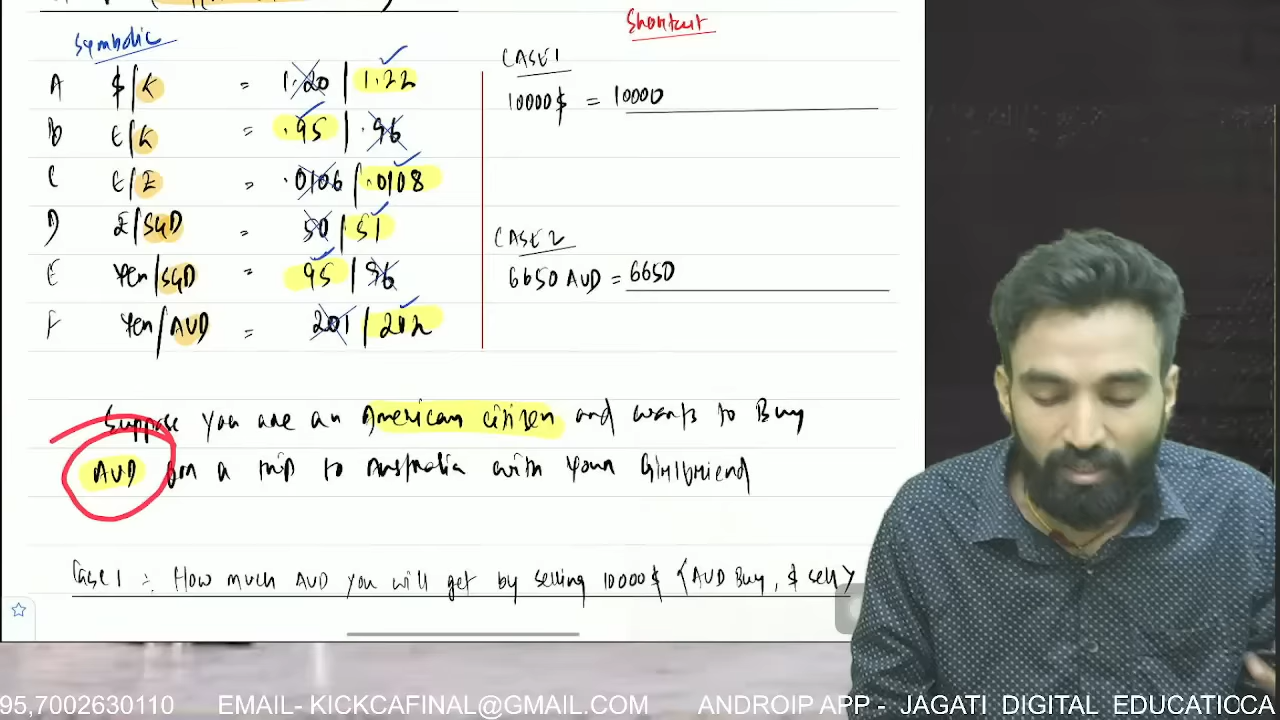 Symbolic
Shortcut
A $/K = 1.20 | 1.22
B €/K = .95 | .96
C €/£ = .0106 | .0108
D £/SGD = 50 | 51
E Yen/SGD = 95 | 96
F Yen/AUD = 201 | 202
CASE 1
10000$ = 10000
CASE 2
6650 AUD = 6650
Suppose you are an American citizen and wants to Buy
AUD for a trip to Australia with your Girlfriend
Case 1 : How much AUD you will get by selling 10000$ (AUD Buy, $ sell)
95,7002630110 EMAIL- KICKCAFINAL@GMAIL.COM ANDROIP APP - JAGATI DIGITAL EDUCATICCA